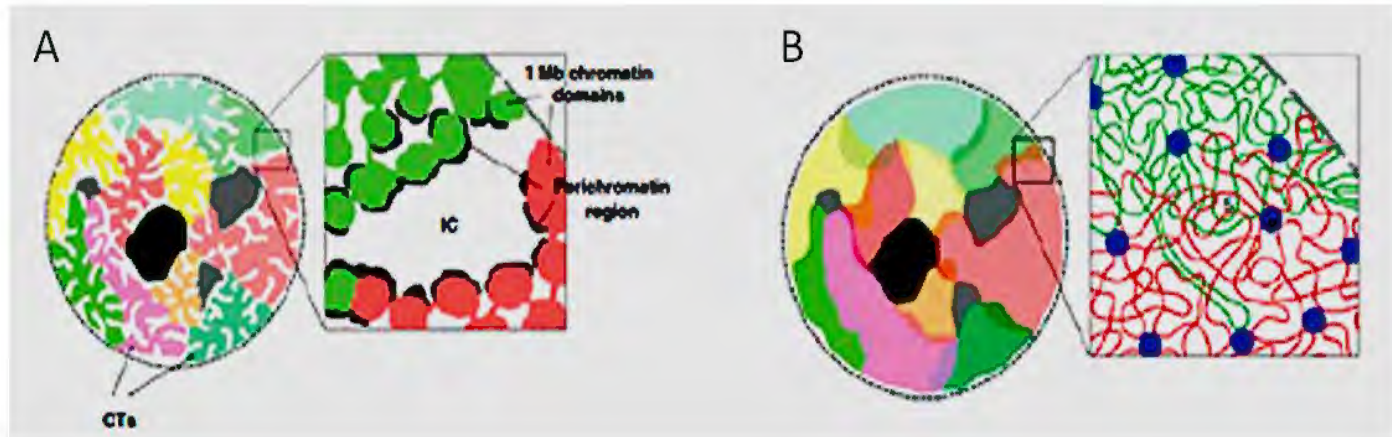 A
B
1 Mb chromatin
domains
Perichromatin
region
IC
CTs